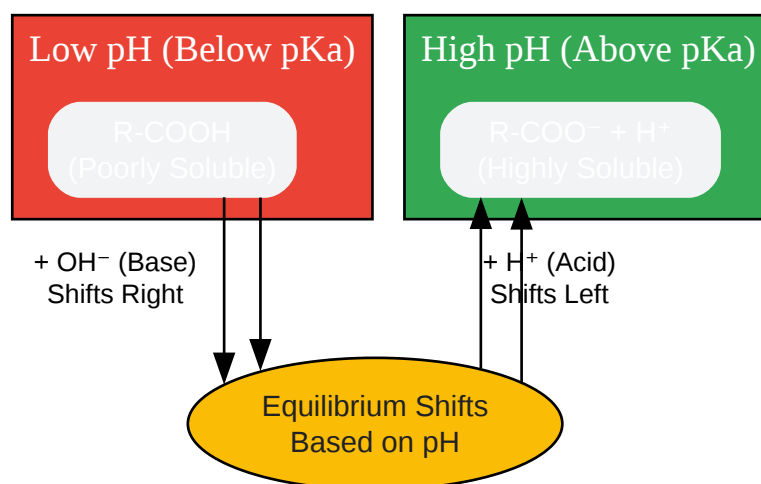 Low pH (Below pKa)
R-COOH
(Poorly Soluble)
High pH (Above pKa)
R-COO⁻ + H⁺
(Highly Soluble)
+ OH⁻ (Base)
Shifts Right
+ H⁺ (Acid)
Shifts Left
Equilibrium Shifts
Based on pH